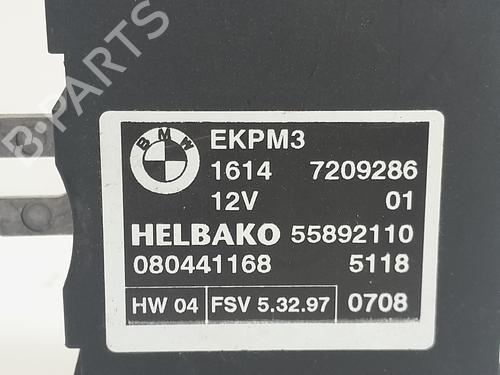 BMW
EKPM3
1614 7209286
12V 01
HELBAKO 55892110
080441168 5118
HW 04 FSV 5.32.97 0708
B-PARTS